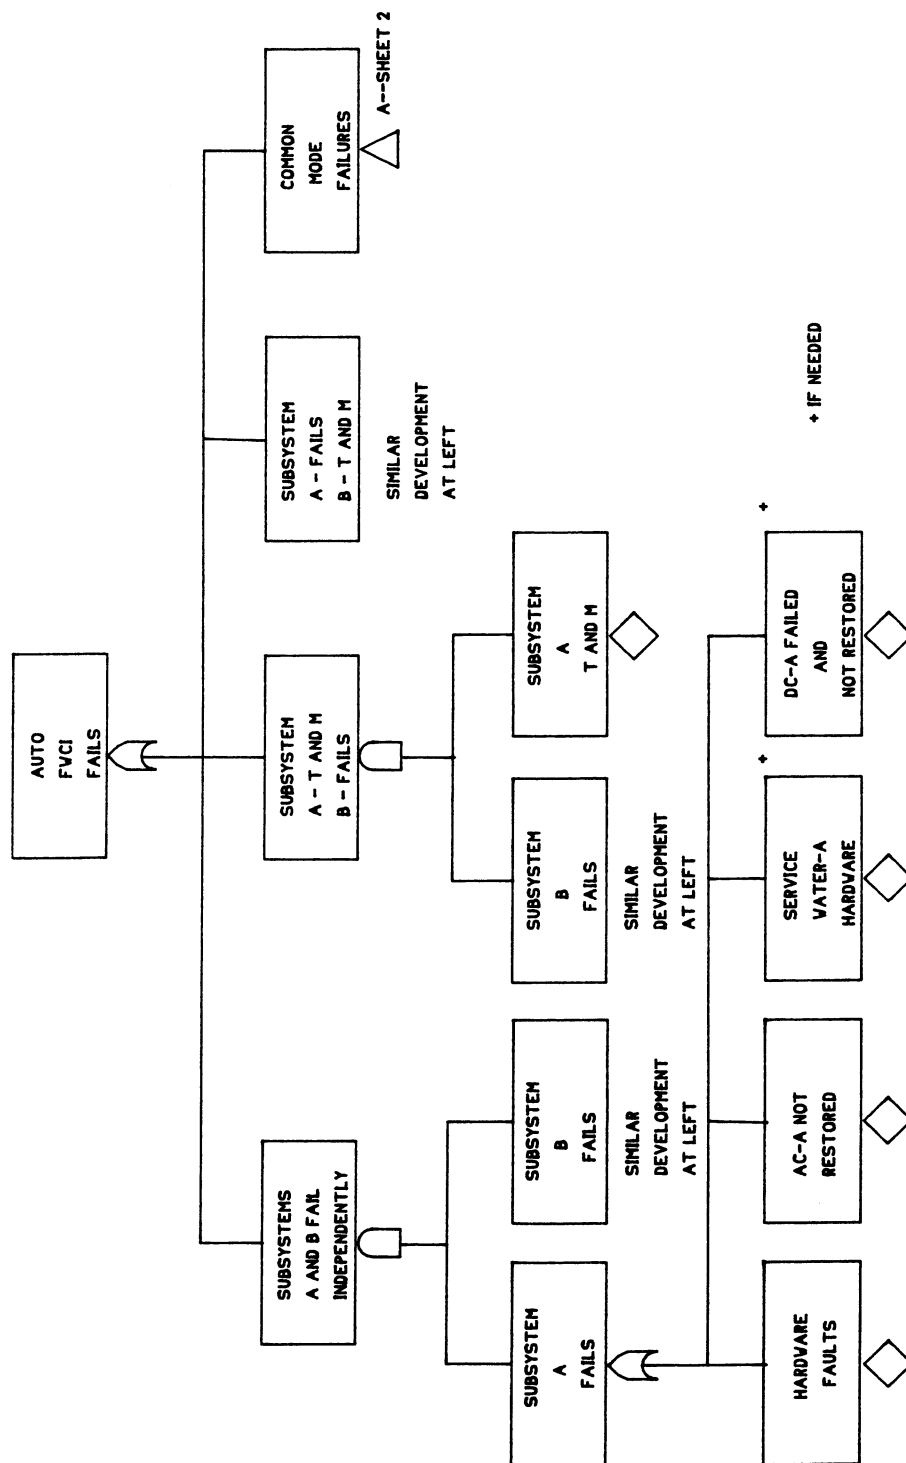 AUTO
FWCI
FAILS
SUBSYSTEMS
A AND B FAIL
INDEPENDENTLY
SUBSYSTEM
A - T AND M
B - FAILS
SUBSYSTEM
A - FAILS
B - T AND M
SIMILAR
DEVELOPMENT
AT LEFT
COMMON
MODE
FAILURES
A--SHEET 2
SUBSYSTEM
A
FAILS
SUBSYSTEM
B
FAILS
SIMILAR
DEVELOPMENT
AT LEFT
SUBSYSTEM
B
FAILS
SIMILAR
DEVELOPMENT
AT LEFT
SUBSYSTEM
A
T AND M
HARDWARE
FAULTS
AC-A NOT
RESTORED
SERVICE
WATER-A
HARDWARE
+
DC-A FAILED
AND
NOT RESTORED
+
+ IF NEEDED